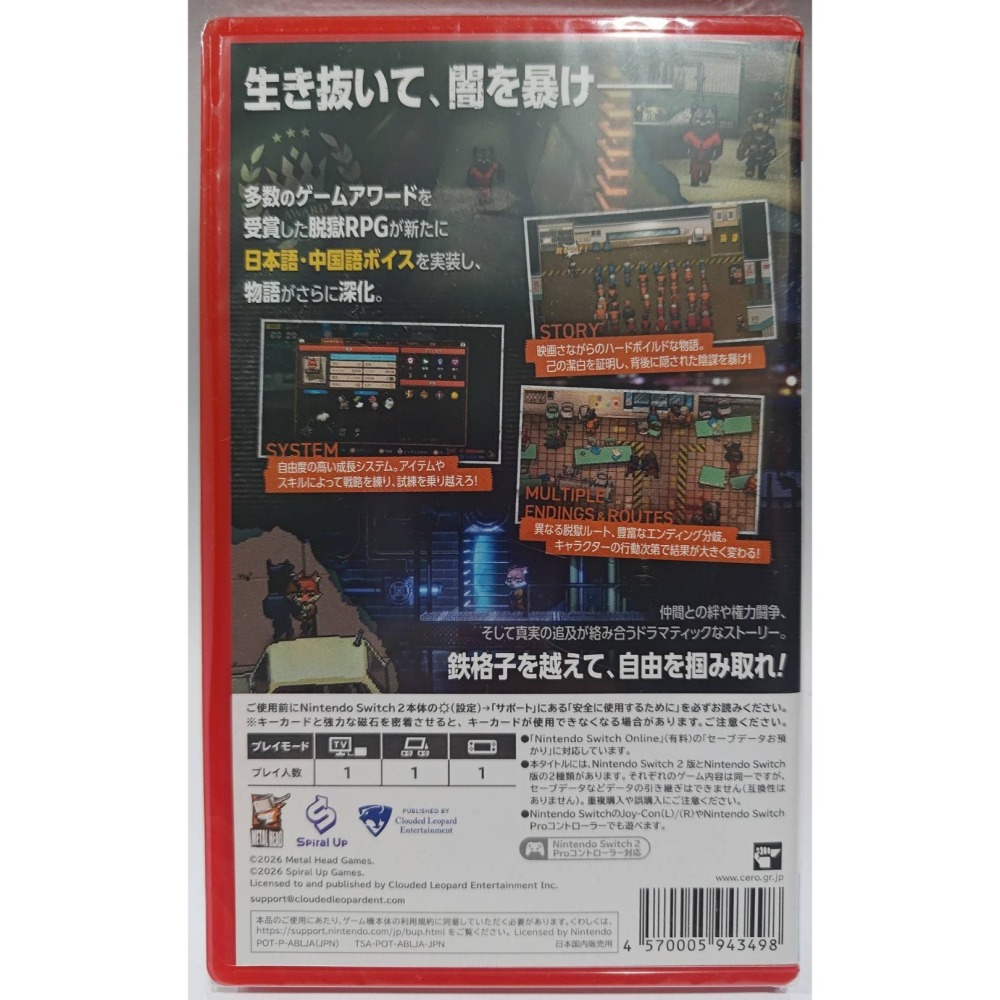 生き抜いて、闇を暴け
多数のゲームアワードを
受賞した脱獄RPGが新たに
日本語・中国語ボイスを実装し、
物語がさらに深化。
STORY
映画さながらのハードボイルドな物語。
己の潔白を証明し、背後に隠された陰謀を暴け!
SYSTEM
自由度の高い成長システム。アイテムや
スキルによって戦略を練り、試練を乗り越えろ!
MULTIPLE
ENDINGS & ROUTES
異なる脱獄ルート、豊富なエンディング分岐。
キャラクターの行動次第で結果が大きく変わる!
仲間との絆や権力闘争、
そして真実の追及が絡み合うドラマティックなストーリー。
鉄格子を越えて、自由を掴み取れ!
ご使用前にNintendo Switch 2本体の(設定)→「サポート」にある「安全に使用するために」を必ずお読みください。
※キーカードと強力な磁石を密着させると、キーカードが使用できなくなる場合があります。ご注意ください。
プレイモード
TV
プレイ人数 1 1 1
●「Nintendo Switch Online」(有料)の「セーブデータお預
かり」に対応しています。
●本タイトルには、Nintendo Switch 2 版とNintendo Switch
版の2種類があります。それぞれのゲーム内容は同一ですが、
セーブデータなどデータの引き継ぎはできません(互換性は
ありません)。重複購入や誤購入にご注意ください。
●Nintendo SwitchのJoy-Con(L)/(R)やNintendo Switch
Proコントローラーでも遊べます。
Nintendo Switch 2
Proコントローラー対応
METAL HEAD
Spiral Up
PUBLISHED BY
Clouded Leopard
Entertainment
©2026 Metal Head Games.
©2026 Spiral Up Games.
Licensed to and published by Clouded Leopard Entertainment Inc.
support@cloudedleopardent.com
CERO
www.cero.gr.jp
本品のご使用にあたり、ゲーム機本体の利用規約に同意していただく必要があります。くわしくは、
https://support.nintendo.com/jp/bup.html をご覧ください。Licensed by Nintendo
POT-P-ABLJA(JPN) TSA-POT-ABLJA-JPN 日本国内販売用
4 570005 943498